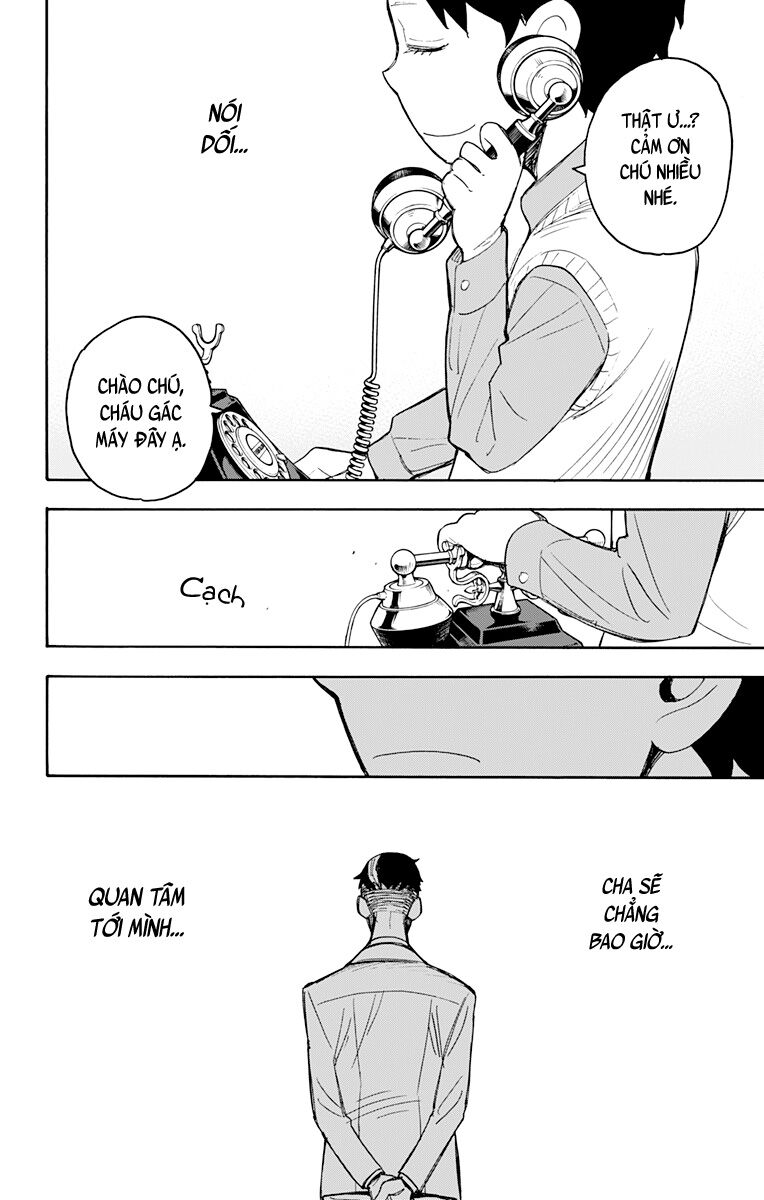 THẬT Ư...?
CẢM ƠN
CHÚ NHIỀU
NHÉ.
NÓI
DỐI...
CHÀO CHÚ,
CHÁU GÁC
MÁY ĐÂY Ạ.
Cạch
CHA SẼ
CHẲNG
BAO GIỜ...
QUAN TÂM
TỚI MÌNH...